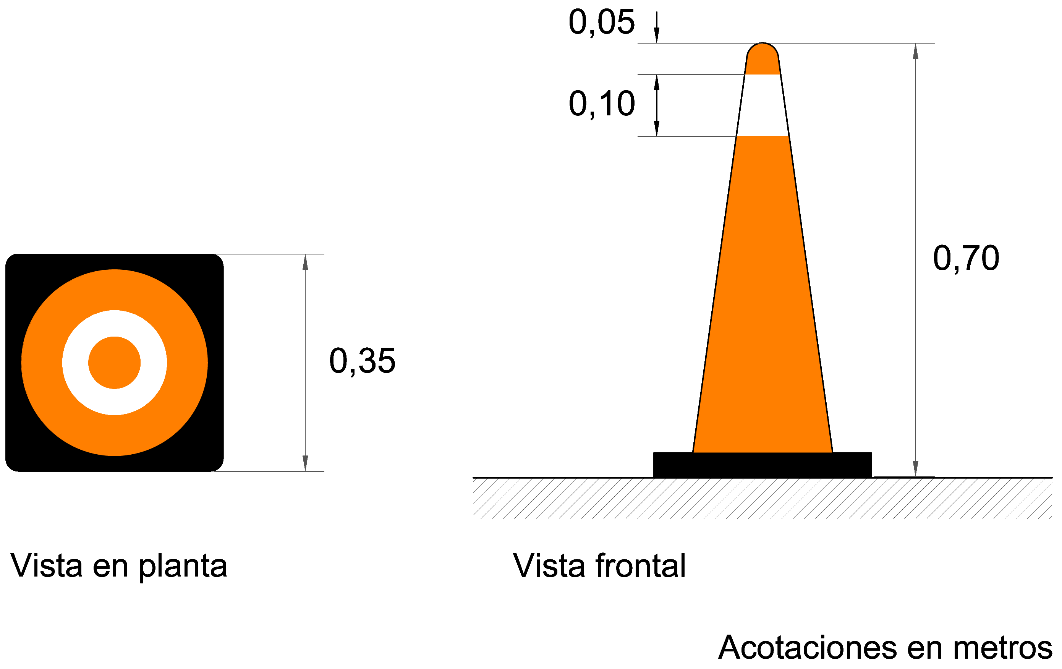 0,05
0,10
0,70
0,35
Vista en planta
Vista frontal
Acotaciones en metros